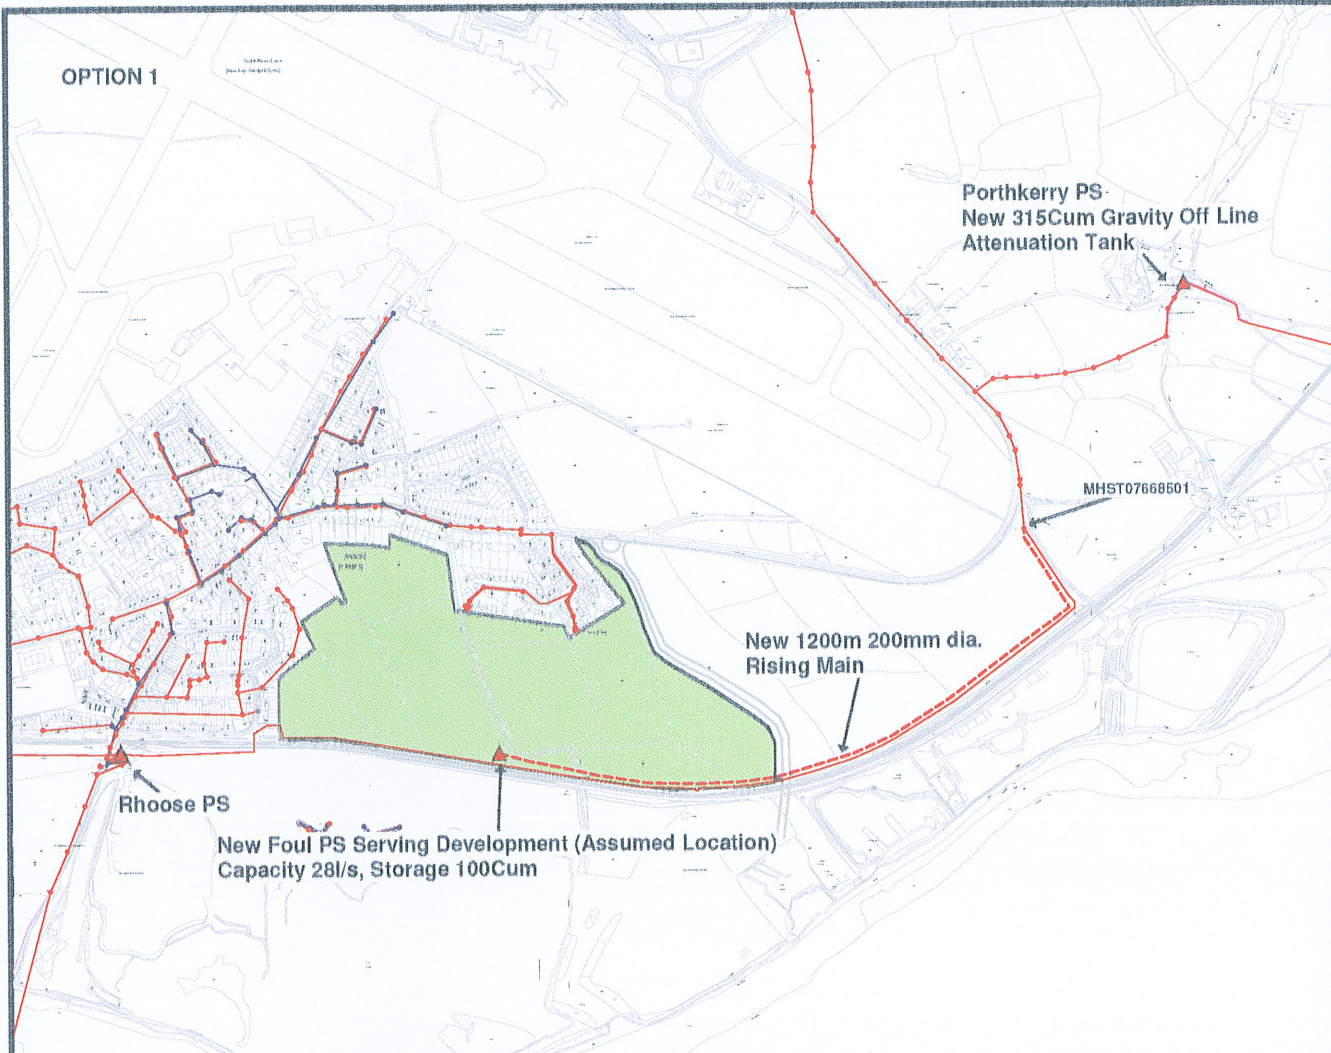 OPTION 1
Porthkerry PS
New 315Cum Gravity Off Line
Attenuation Tank
MHST07668501
New 1200m 200mm dia.
Rising Main
Rhoose PS
New Foul PS Serving Development (Assumed Location)
Capacity 28l/s, Storage 100Cum